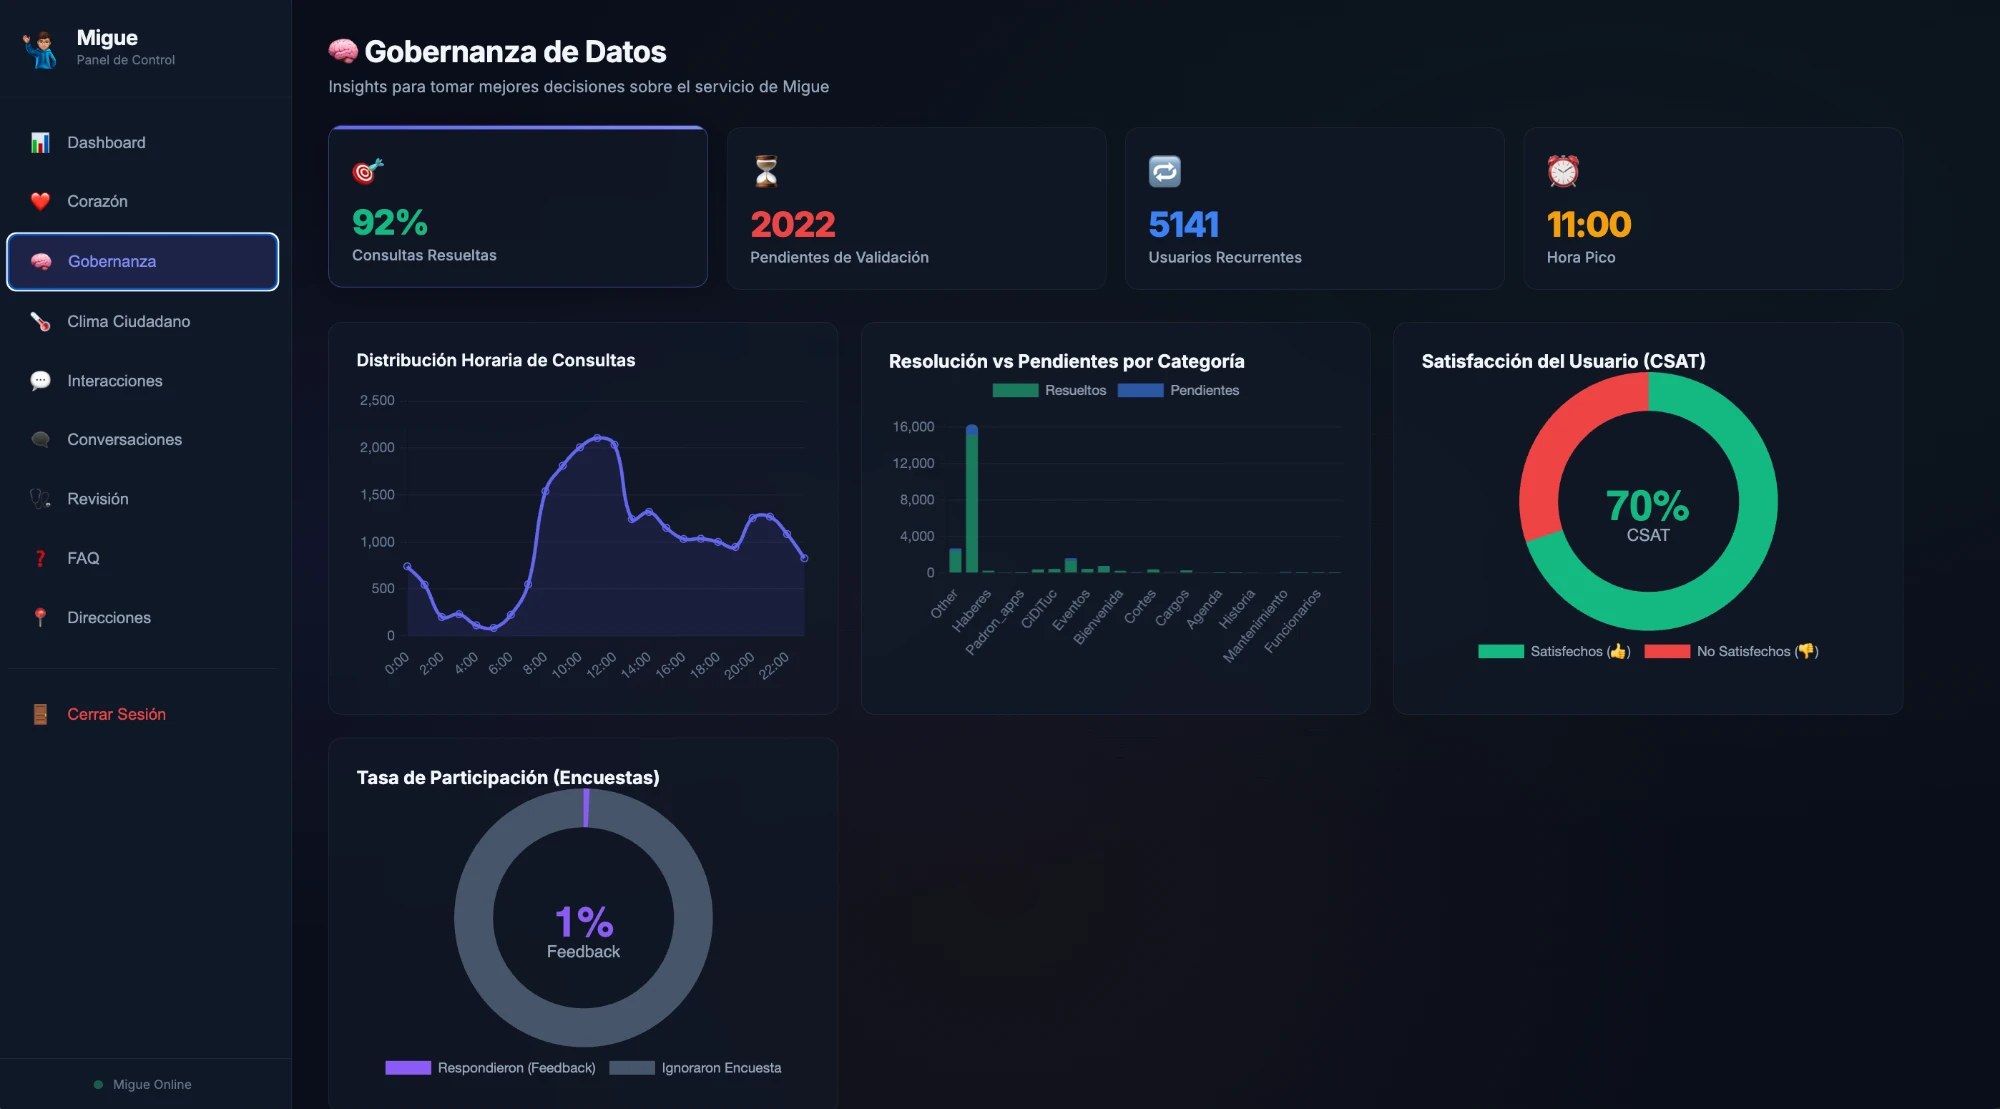 Migue
Panel de Control
Dashboard
Corazón
Gobernanza
Clima Ciudadano
Interacciones
Conversaciones
Revisión
FAQ
Direcciones
Cerrar Sesión
Migue Online
Gobernanza de Datos
Insights para tomar mejores decisiones sobre el servicio de Migue
92%
Consultas Resueltas
2022
Pendientes de Validación
5141
Usuarios Recurrentes
11:00
Hora Pico
Distribución Horaria de Consultas
2,500
2,000
1,500
1,000
500
0
0:00
2:00
4:00
6:00
8:00
10:00
12:00
14:00
16:00
18:00
20:00
22:00
Resolución vs Pendientes por Categoría
Resueltos
Pendientes
16,000
12,000
8,000
4,000
0
Other
Haberes
Padron_apps
CiDiTuc
Eventos
Bienvenida
Cortes
Cargos
Agenda
Historia
Mantenimiento
Funcionarios
Satisfacción del Usuario (CSAT)
70%
CSAT
Satisfechos (👍)
No Satisfechos (👎)
Tasa de Participación (Encuestas)
1%
Feedback
Respondieron (Feedback)
Ignoraron Encuesta